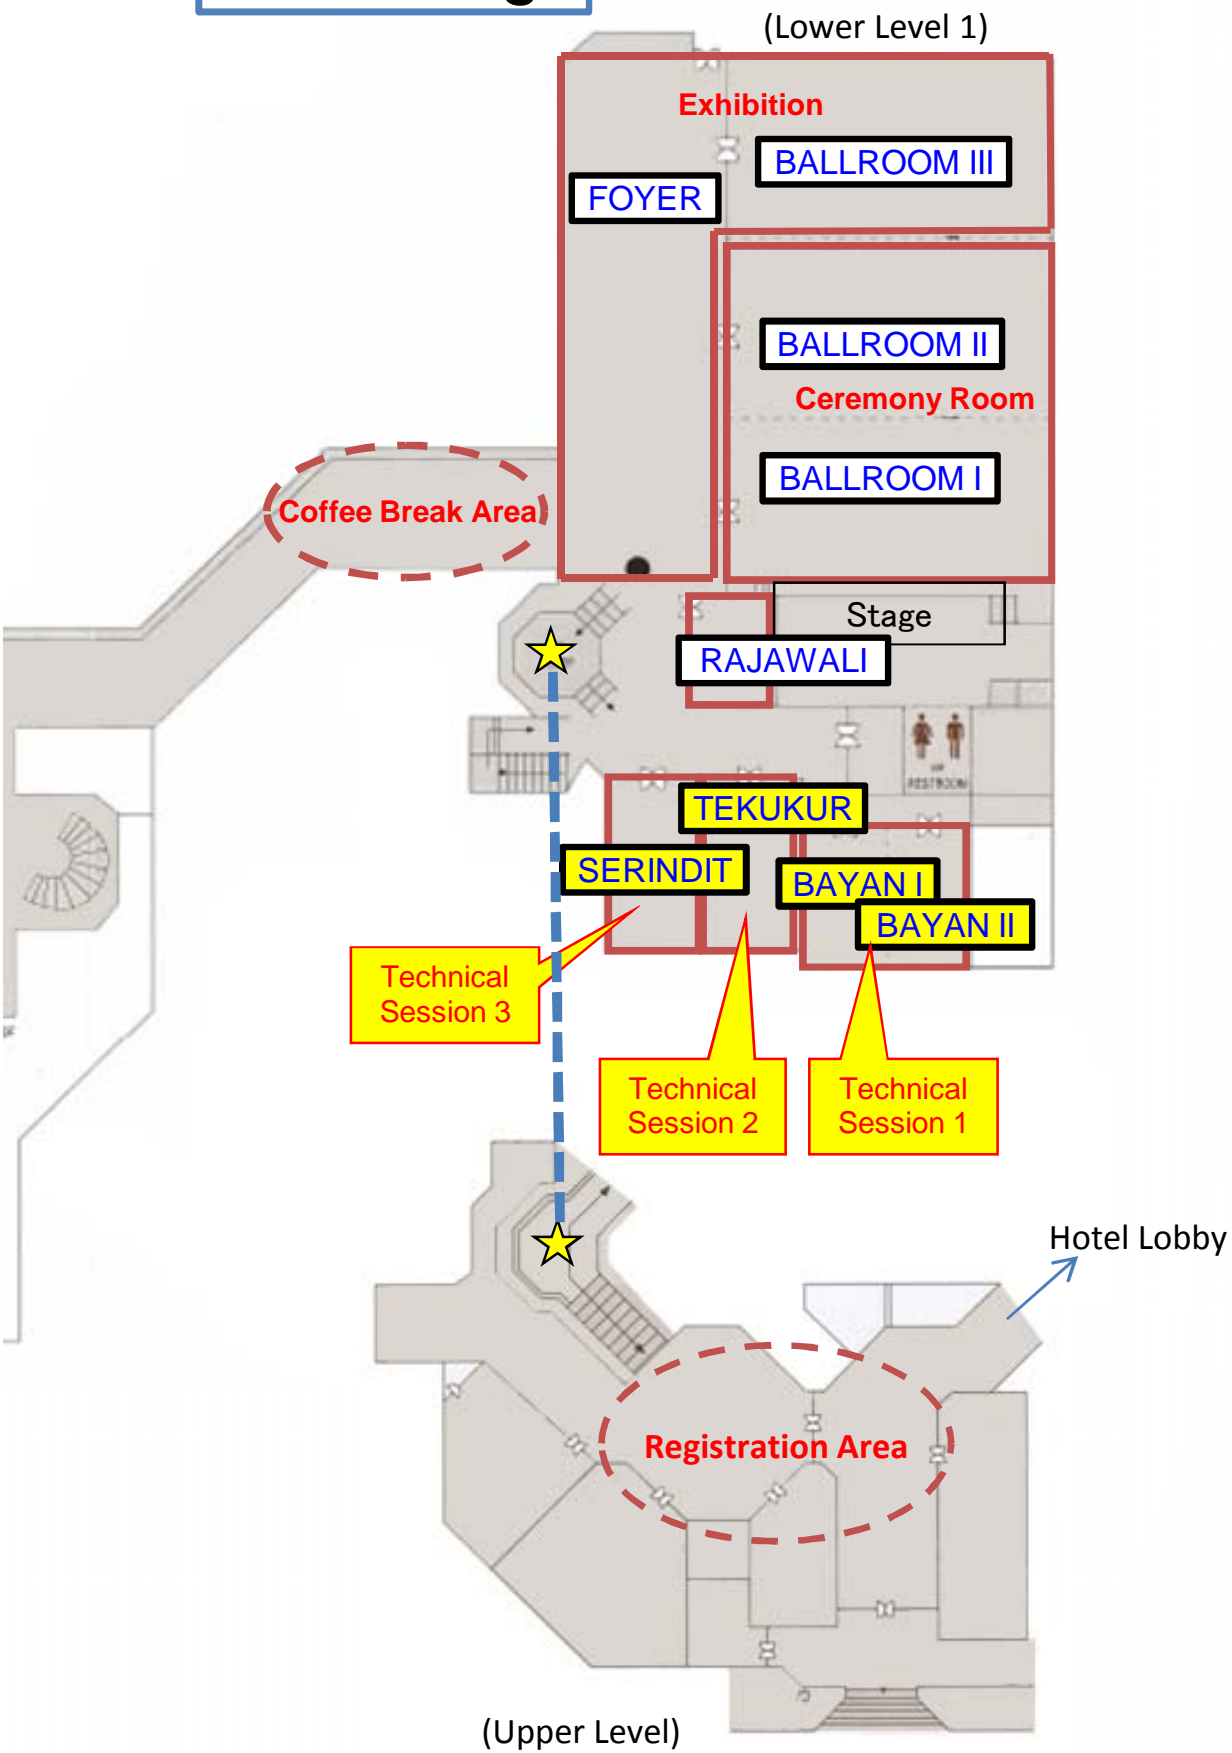 (Lower Level 1)
Exhibition
BALLROOM III
FOYER
BALLROOM II
Ceremony Room
BALLROOM I
Coffee Break Area
Stage
RAJAWALI
RESTROOM
TEKUKUR
SERINDIT
BAYAN I
BAYAN II
Technical
Session 3
Technical
Session 2
Technical
Session 1
Hotel Lobby
Registration Area
(Upper Level)